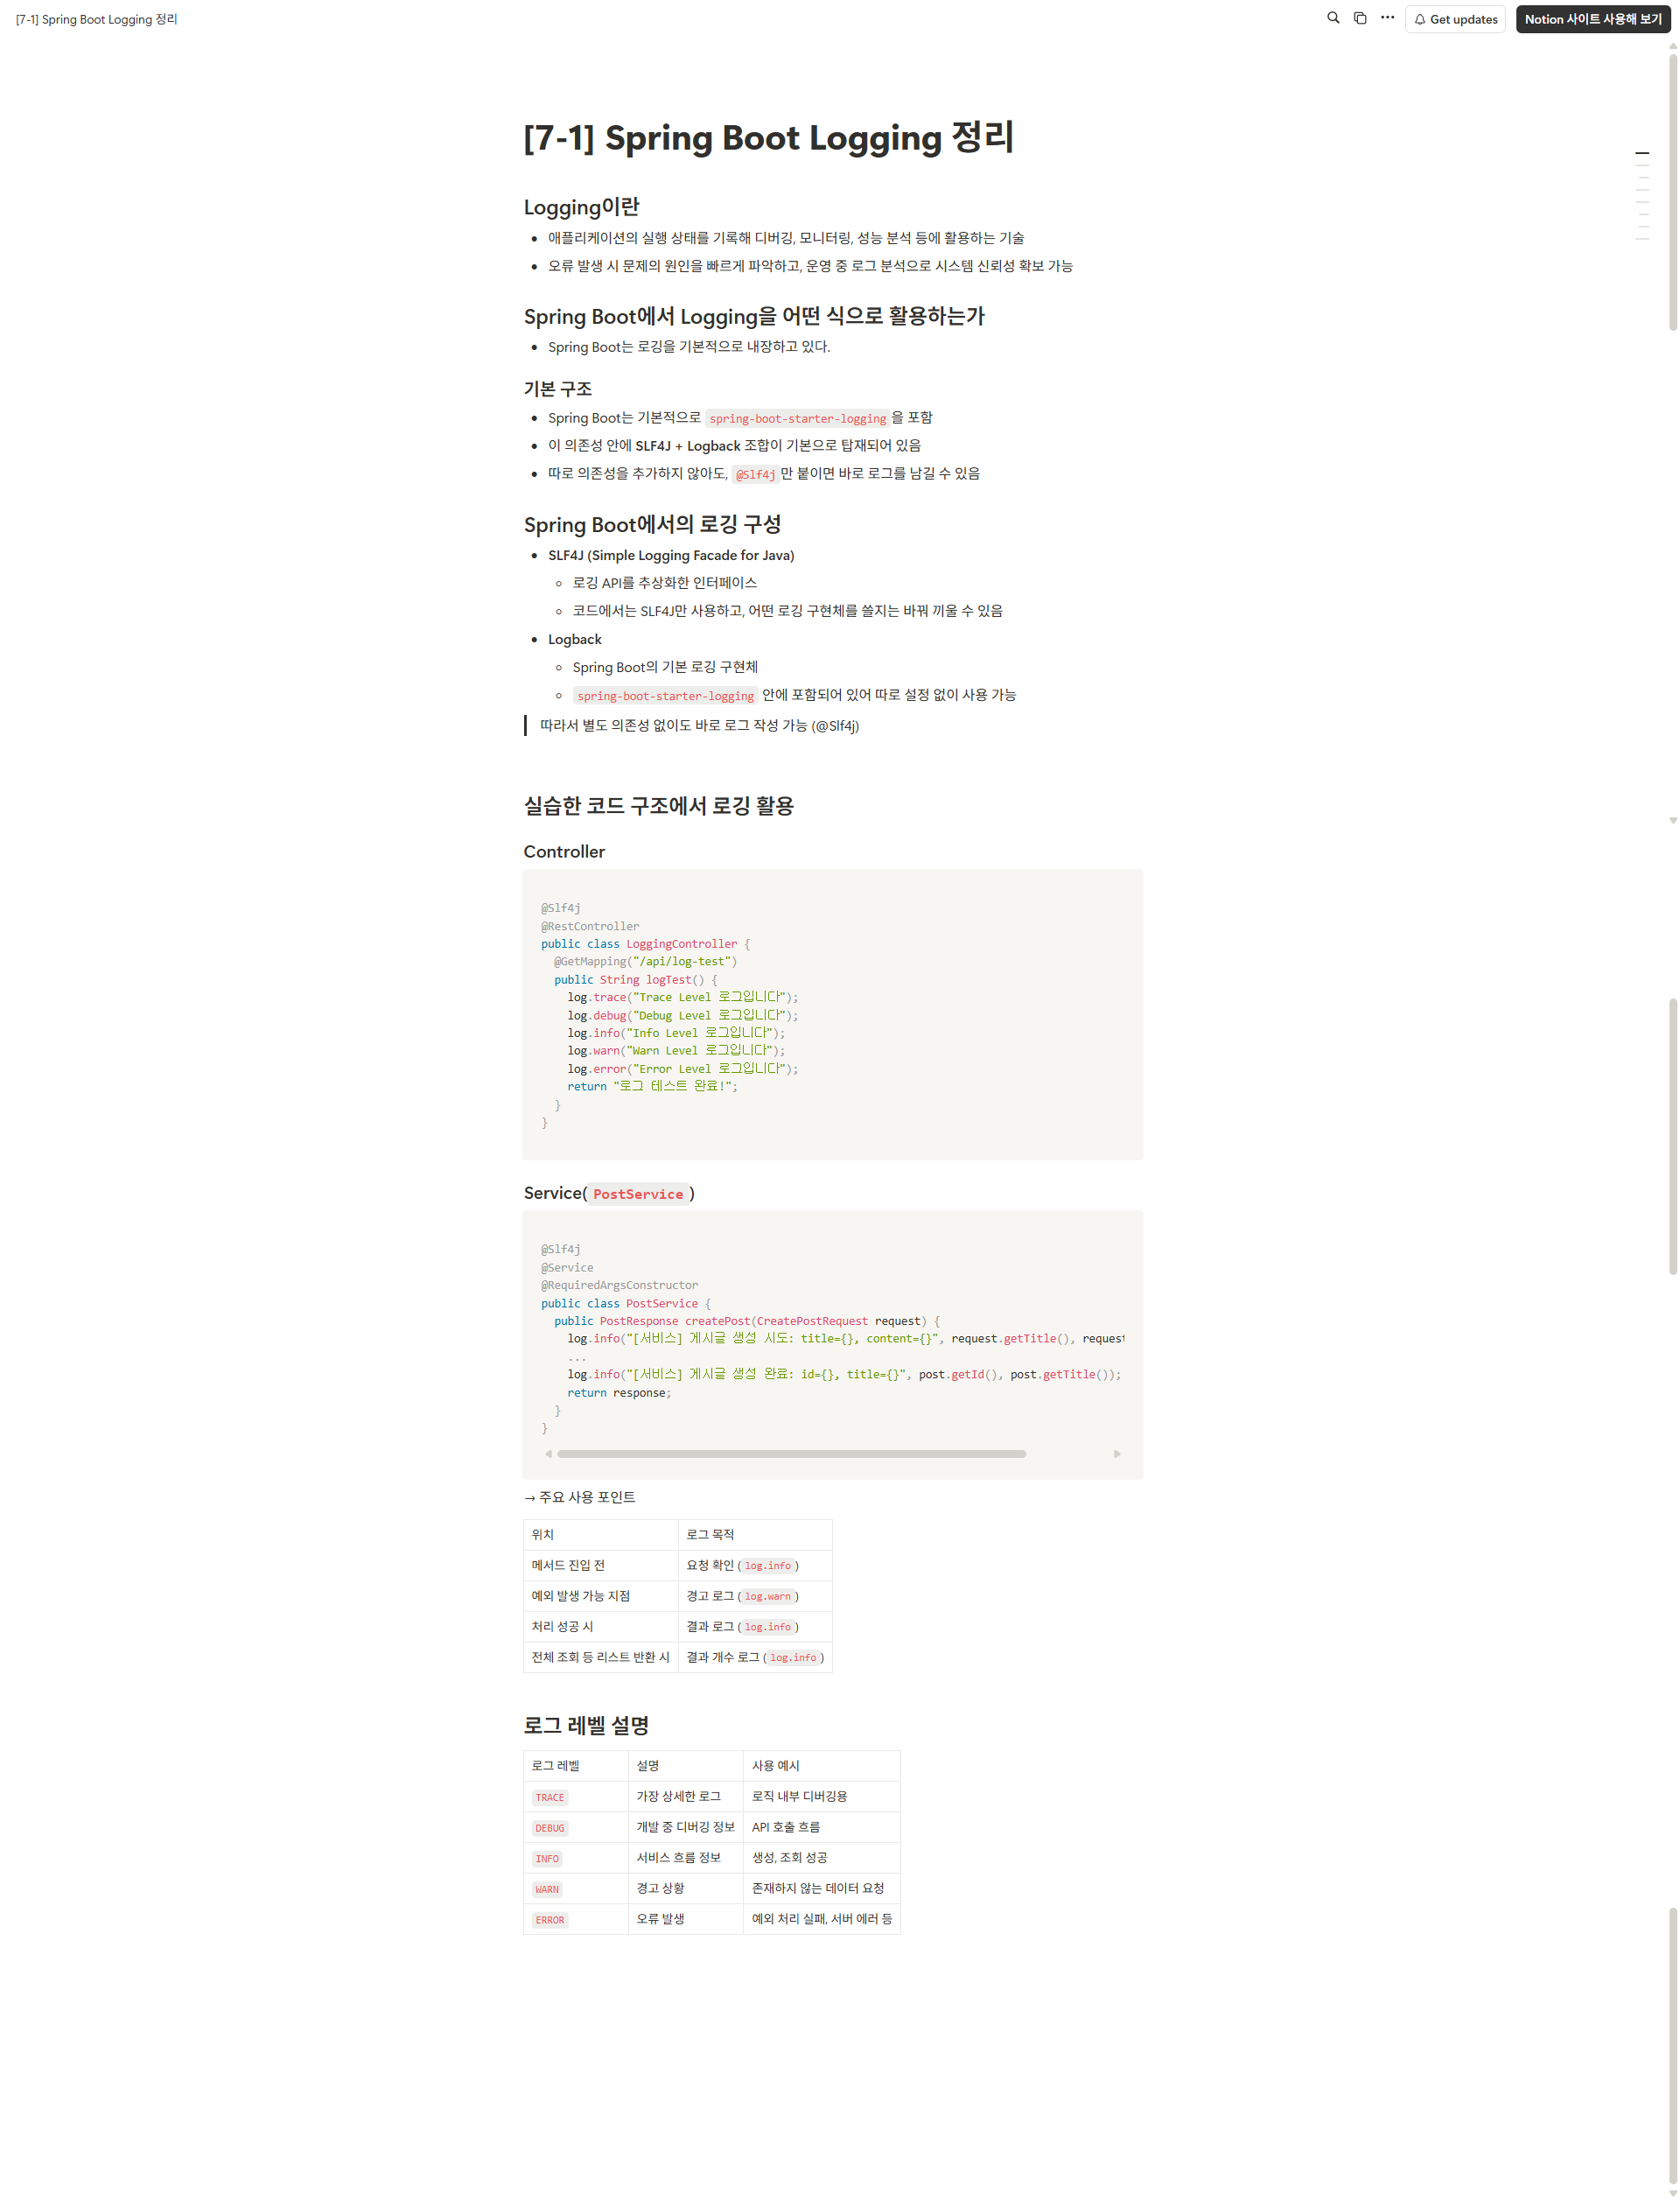 [7-1] Spring Boot Logging 정리
Get updates
Notion 사이트 사용해 보기
[7-1] Spring Boot Logging 정리
Logging이란
애플리케이션의 실행 상태를 기록해 디버깅, 모니터링, 성능 분석 등에 활용하는 기술
오류 발생 시 문제의 원인을 빠르게 파악하고, 운영 중 로그 분석으로 시스템 신뢰성 확보 가능
Spring Boot에서 Logging을 어떤 식으로 활용하는가
Spring Boot는 로깅을 기본적으로 내장하고 있다.
기본 구조
Spring Boot는 기본적으로 spring-boot-starter-logging을 포함
이 의존성 안에 SLF4J + Logback 조합이 기본으로 탑재되어 있음
따로 의존성을 추가하지 않아도, @Slf4j만 붙이면 바로 로그를 남길 수 있음
Spring Boot에서의 로깅 구성
SLF4J (Simple Logging Facade for Java)
로깅 API를 추상화한 인터페이스
코드에서는 SLF4J만 사용하고, 어떤 로깅 구현체를 쓸지는 바꿔 끼울 수 있음
Logback
Spring Boot의 기본 로깅 구현체
spring-boot-starter-logging 안에 포함되어 있어 따로 설정 없이 사용 가능
따라서 별도 의존성 없이도 바로 로그 작성 가능 (@Slf4j)
실습한 코드 구조에서 로깅 활용
Controller
@Slf4j
@RestController
public class LoggingController {
@GetMapping("/api/log-test")
public String logTest() {
log.trace("Trace Level 로그입니다");
log.debug("Debug Level 로그입니다");
log.info("Info Level 로그입니다");
log.warn("Warn Level 로그입니다");
log.error("Error Level 로그입니다");
return "로그 테스트 완료!";
}
}
Service(PostService)
@Slf4j
@Service
@RequiredArgsConstructor
public class PostService {
public PostResponse createPost(CreatePostRequest request) {
log.info("[서비스] 게시글 생성 시도: title={}, content={}", request.getTitle(), request
...
log.info("[서비스] 게시글 생성 완료: id={}, title={}", post.getId(), post.getTitle());
return response;
}
}
→ 주요 사용 포인트
위치 로그 목적
메서드 진입 전 요청 확인 (log.info)
예외 발생 가능 지점 경고 로그 (log.warn)
처리 성공 시 결과 로그 (log.info)
전체 조회 등 리스트 반환 시 결과 개수 로그 (log.info)
로그 레벨 설명
로그 레벨 설명 사용 예시
TRACE 가장 상세한 로그 로직 내부 디버깅용
DEBUG 개발 중 디버깅 정보 API 호출 흐름
INFO 서비스 흐름 정보 생성, 조회 성공
WARN 경고 상황 존재하지 않는 데이터 요청
ERROR 오류 발생 예외 처리 실패, 서버 에러 등